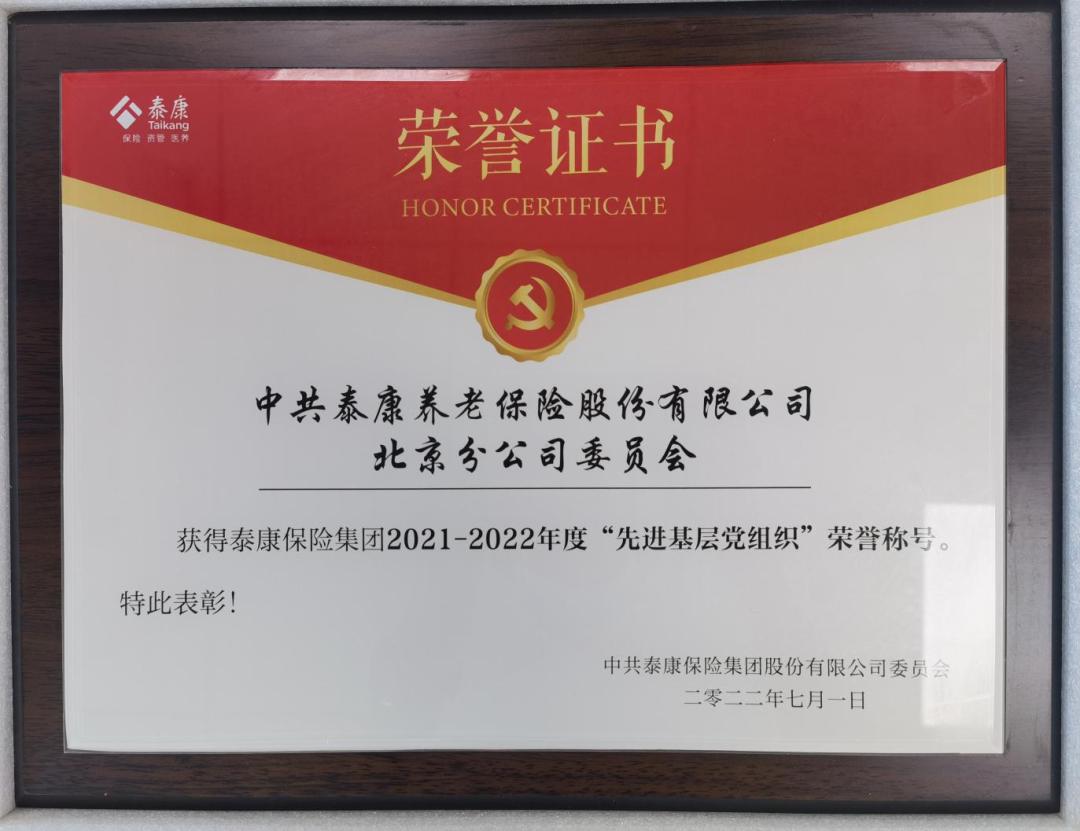 泰康
Taikang
保险 资管 医养
荣誉证书
HONOR CERTIFICATE
中共泰康养老保险股份有限公司
北京分公司委员会
获得泰康保险集团2021-2022年度“先进基层党组织”荣誉称号。
特此表彰!
中共泰康保险集团股份有限公司委员会
二零二二年七月一日